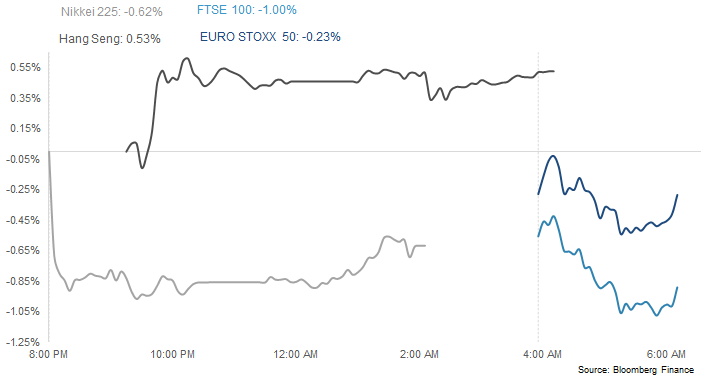 Nikkei 225: -0.62%
FTSE 100: -1.00%
Hang Seng: 0.53%
EURO STOXX 50: -0.23%
0.55%
0.35%
0.15%
-0.05%
-0.25%
-0.45%
-0.65%
-0.85%
-1.05%
-1.25%
8:00 PM
10:00 PM
12:00 AM
2:00 AM
4:00 AM
6:00 AM
Source: Bloomberg Finance